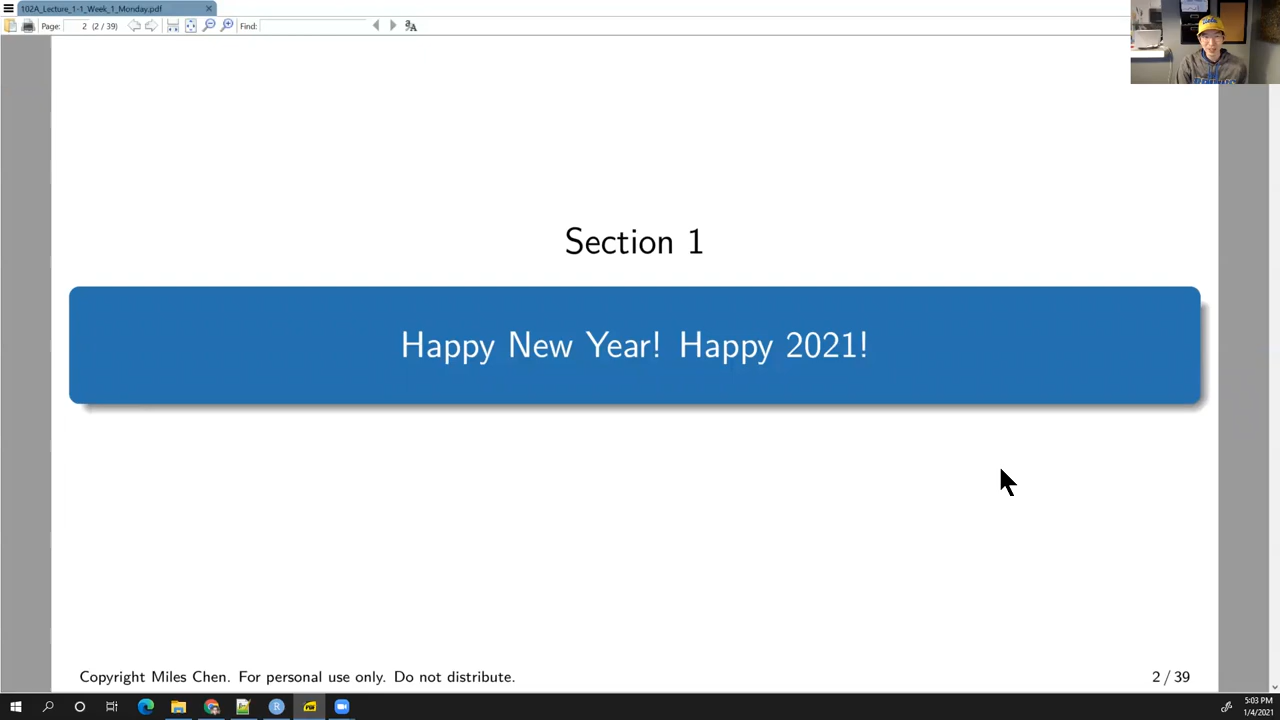 102A_Lecture_1-1_Week_1_Monday.pdf
Page: 2 (2 / 39) Find:
Section 1
Happy New Year! Happy 2021!
Copyright Miles Chen. For personal use only. Do not distribute.
2 / 39
5:03 PM
1/4/2021